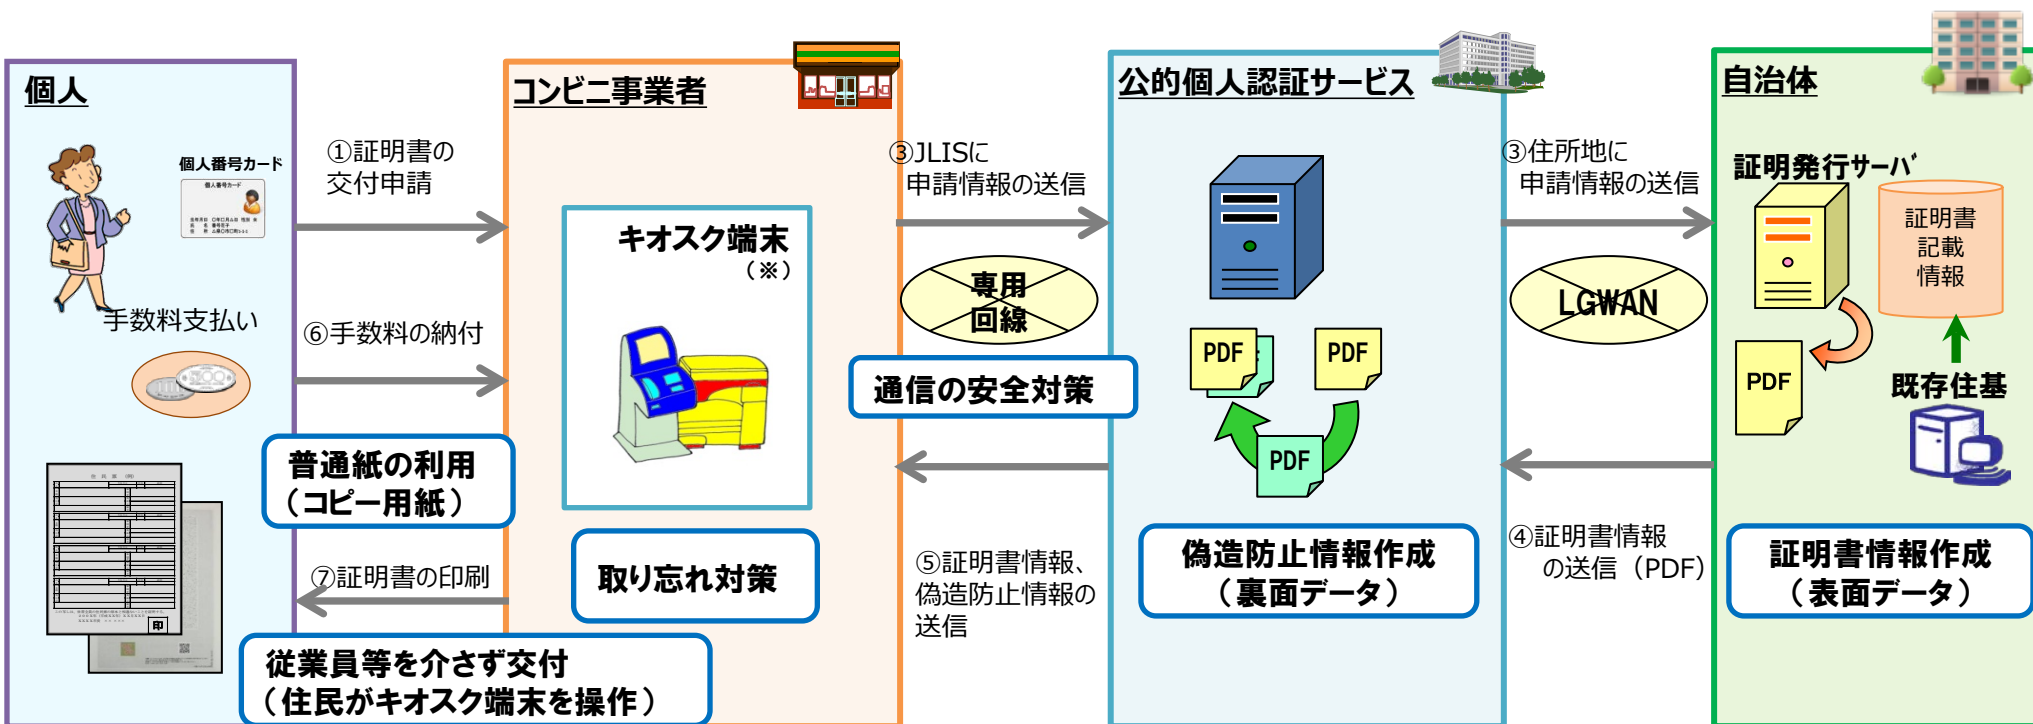 個人
個人番号カード
個人番号カード
手数料支払い
①証明書の
交付申請
⑥手数料の納付
普通紙の利用
（コピー用紙）
⑦証明書の印刷
印
従業員等を介さず交付
（住民がキオスク端末を操作）
コンビニ事業者
キオスク端末
（※）
取り忘れ対策
③JLISに
申請情報の送信
専用
回線
通信の安全対策
⑤証明書情報、
偽造防止情報の
送信
公的個人認証サービス
PDF
PDF
PDF
偽造防止情報作成
（裏面データ）
③住所地に
申請情報の送信
LGWAN
④証明書情報
の送信（PDF）
自治体
証明発行サーバ
証明書
記載
情報
PDF
既存住基
証明書情報作成
（表面データ）